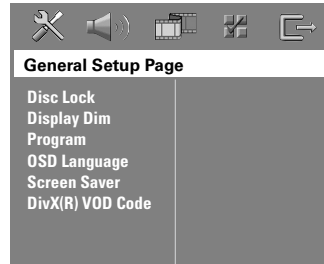 General Setup Page
Disc Lock
Display Dim
Program
OSD Language
Screen Saver
DivX(R) VOD Code